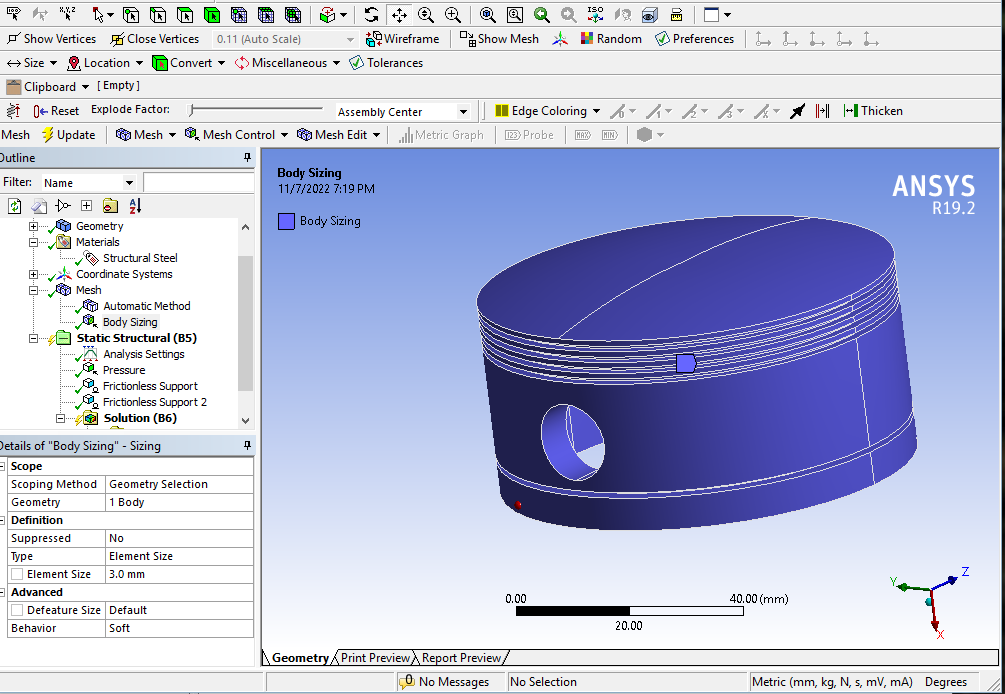 Show Vertices Close Vertices 0.11 (Auto Scale) Wireframe Show Mesh Random Preferences
Size Location Convert Miscellaneous Tolerances
Clipboard [ Empty ]
Reset Explode Factor: Assembly Center Edge Coloring Thicken
Mesh Update Mesh Mesh Control Mesh Edit Metric Graph Probe MAX MIN
Outline
Filter: Name
Geometry
Materials
Structural Steel
Coordinate Systems
Mesh
Automatic Method
Body Sizing
Static Structural (B5)
Analysis Settings
Pressure
Frictionless Support
Frictionless Support 2
Solution (B6)
Details of "Body Sizing" - Sizing
Scope
Scoping Method Geometry Selection
Geometry 1 Body
Definition
Suppressed No
Type Element Size
Element Size 3.0 mm
Advanced
Defeature Size Default
Behavior Soft
Body Sizing
11/7/2022 7:19 PM
Body Sizing
ANSYS
R19.2
0.00 40.00 (mm)
20.00
Y Z
X
Geometry Print Preview Report Preview
No Messages No Selection Metric (mm, kg, N, s, mV, mA) Degrees